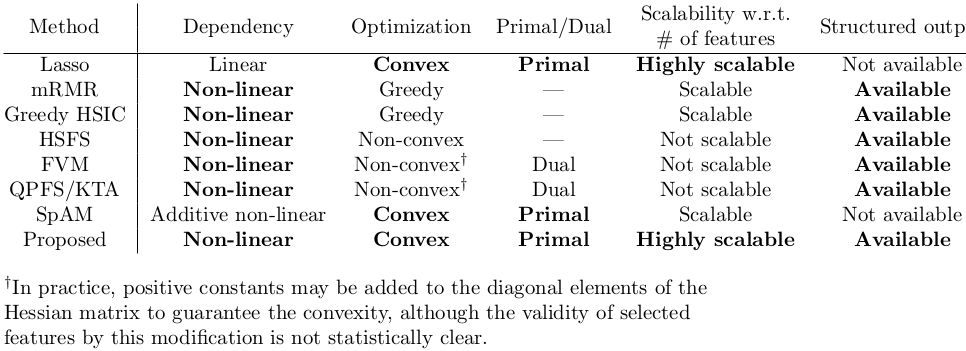 Method Dependency Optimization Primal/Dual Scalability w.r.t. # of features Structured outp
Lasso Linear Convex Primal Highly scalable Not available
mRMR Non-linear Greedy — Scalable Available
Greedy HSIC Non-linear Greedy — Scalable Available
HSFS Non-linear Non-convex — Not scalable Available
FVM Non-linear Non-convex† Dual Not scalable Available
QPFS/KTA Non-linear Non-convex† Dual Not scalable Available
SpAM Additive non-linear Convex Primal Scalable Not available
Proposed Non-linear Convex Primal Highly scalable Available
†In practice, positive constants may be added to the diagonal elements of the
Hessian matrix to guarantee the convexity, although the validity of selected
features by this modification is not statistically clear.